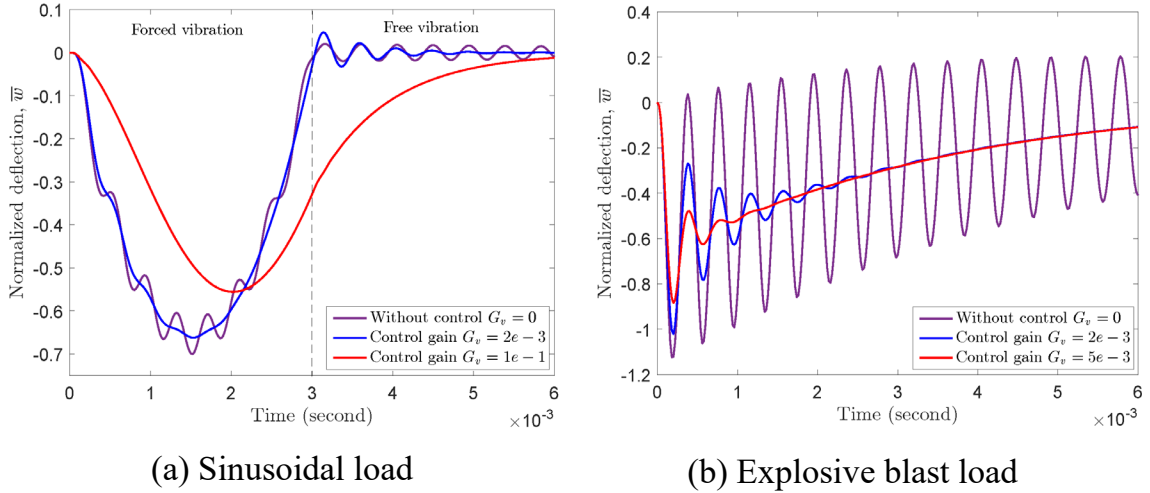 Forced vibration
Free vibration
Normalized deflection, w̅
0.1
0
-0.1
-0.2
-0.3
-0.4
-0.5
-0.6
-0.7
Without control G_v = 0
Control gain G_v = 2e − 3
Control gain G_v = 1e − 1
0 1 2 3 4 5 6
Time (second)
×10⁻³
(a) Sinusoidal load
Normalized deflection, w̅
0.4
0.2
0
-0.2
-0.4
-0.6
-0.8
-1
-1.2
Without control G_v = 0
Control gain G_v = 2e − 3
Control gain G_v = 5e − 3
0 1 2 3 4 5 6
Time (second)
×10⁻³
(b) Explosive blast load